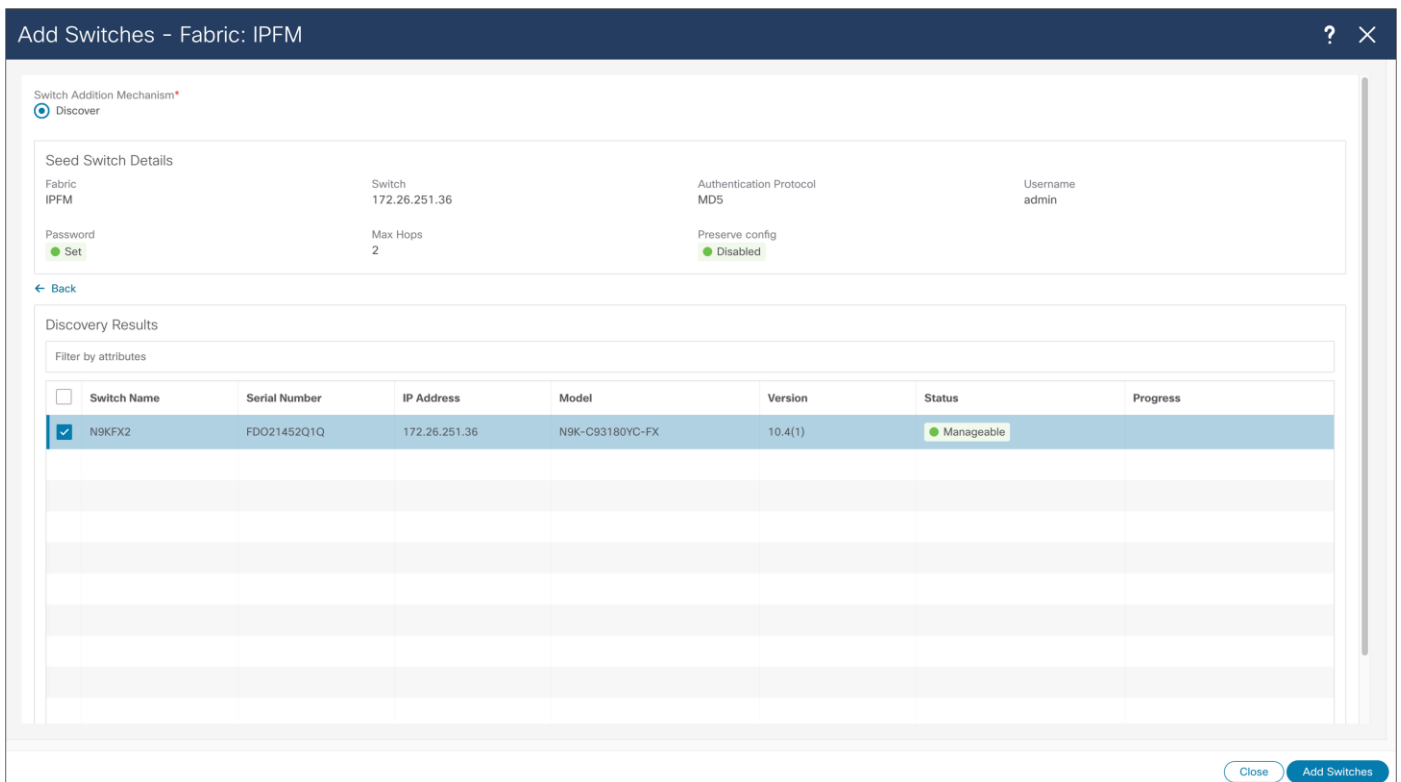 Add Switches - Fabric: IPFM ?
Switch Addition Mechanism*
Discover
Seed Switch Details
Fabric Switch Authentication Protocol Username
IPFM 172.26.251.36 MD5 admin
Password Max Hops Preserve config
Set 2 Disabled
← Back
Discovery Results
Filter by attributes
Switch Name Serial Number IP Address Model Version Status Progress
N9KFX2 FDO21452Q1Q 172.26.251.36 N9K-C93180YC-FX 10.4(1) Manageable
Close Add Switches